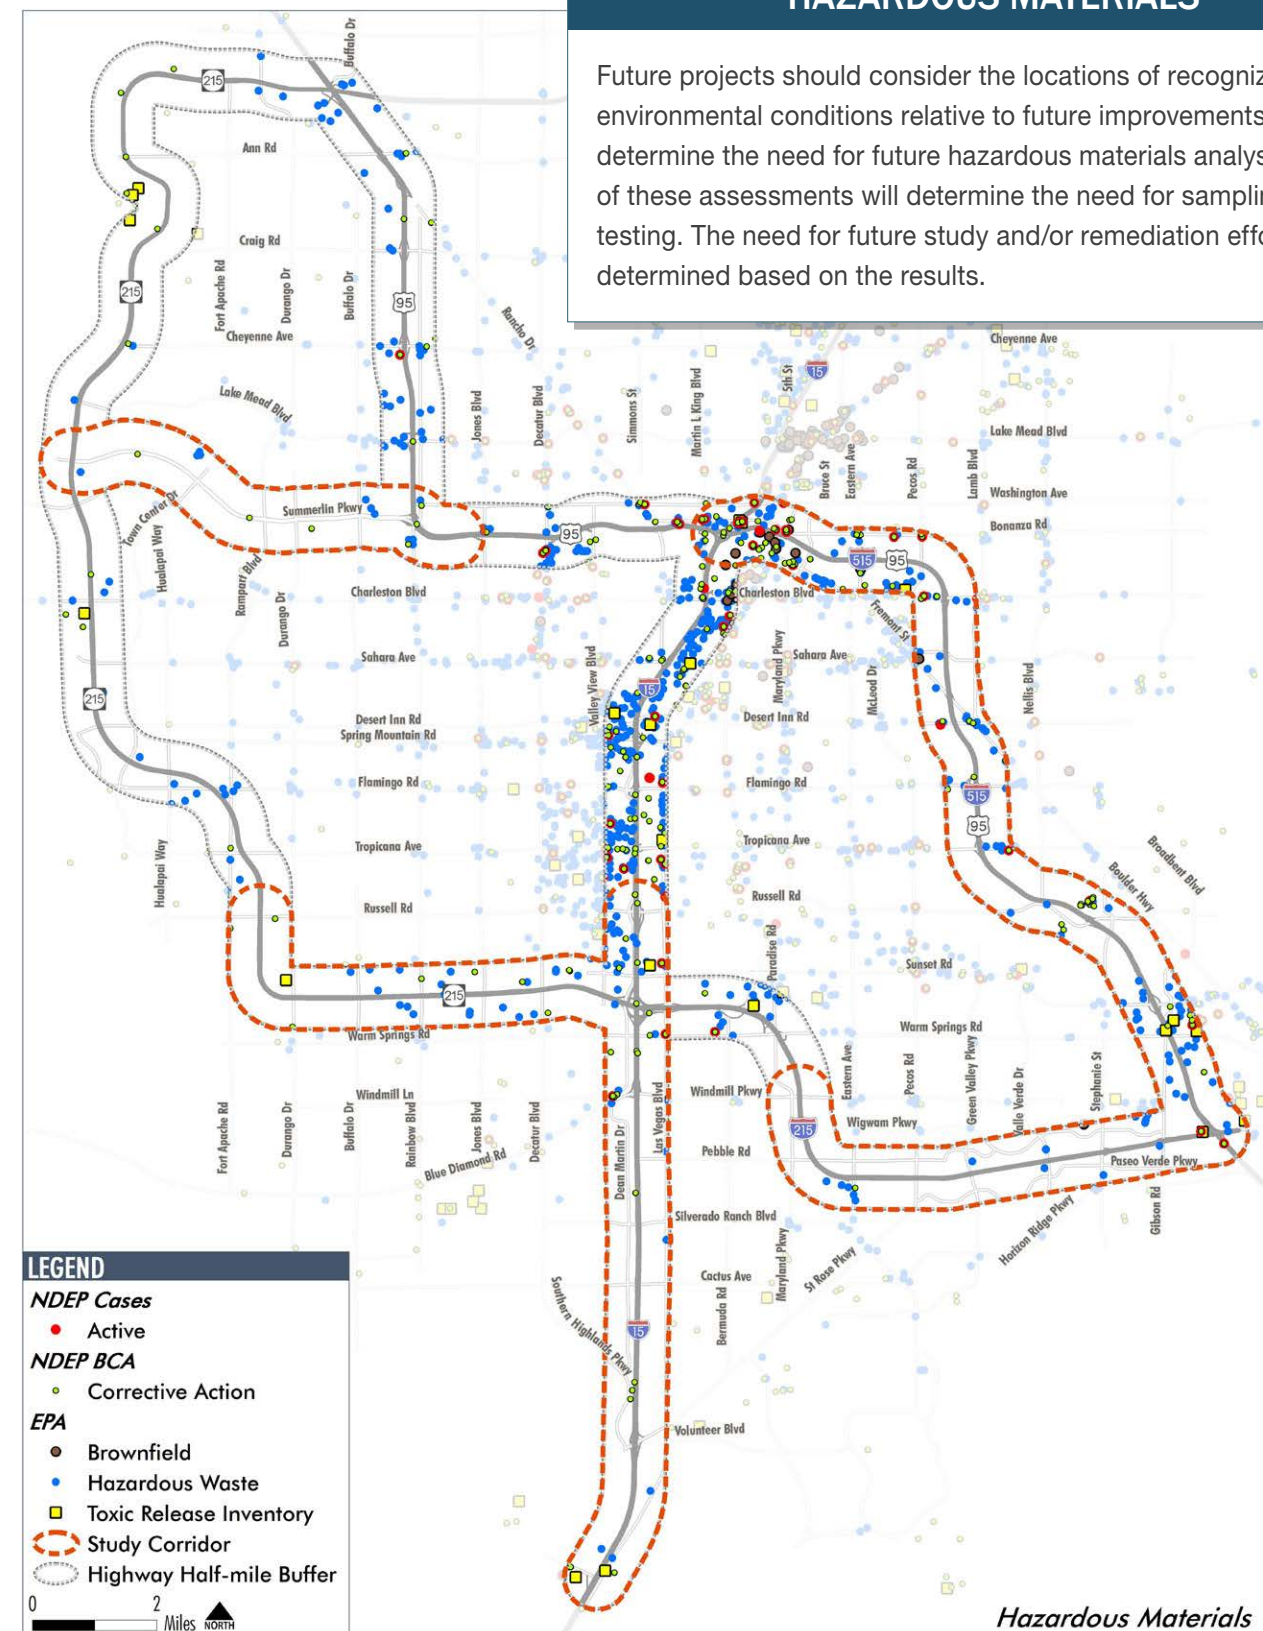 HAZARDOUS MATERIALS
Future projects should consider the locations of
environmental conditions relative to future improvements
determine the need for future hazardous materials
of these assessments will determine the need for
testing. The need for future study and/or remediation
determined based on the results.
215
Buffalo Dr
Ann Rd
Craig Rd
215
Fort Apache Rd
Durango Dr
Buffalo Dr
95
Cheyenne Ave
Rancho Dr
Cheyenne Ave
15
5th St
Lake Mead Blvd
Jones Blvd
Decatur Blvd
Simmons St
Martin L King Blvd
Lake Mead Blvd
Bruce St
Eastern Ave
Pecos Rd
Lamb Blvd
Washington Ave
Town Center Dr
Summerlin Pkwy
95
Bonanza Rd
515
95
Hualapai Way
Rampart Blvd
Durango Dr
Charleston Blvd
Charleston Blvd
Fremont St
Sahara Ave
Valley View Blvd
Maryland Pkwy
Sahara Ave
McLeod Dr
Nellis Blvd
215
15
Desert Inn Rd
Spring Mountain Rd
Desert Inn Rd
Flamingo Rd
Flamingo Rd
515
95
Hualapai Way
Tropicana Ave
Tropicana Ave
Boulder Hwy
Broadbent Blvd
Russell Rd
Russell Rd
Paradise Rd
Sunset Rd
215
Warm Springs Rd
Warm Springs Rd
Windmill Ln
Windmill Pkwy
Eastern Ave
Pecos Rd
Green Valley Pkwy
Valle Verde Dr
Stephanie St
Fort Apache Rd
Durango Dr
Buffalo Dr
Rainbow Blvd
Jones Blvd
Decatur Blvd
Blue Diamond Rd
Dean Martin Dr
Las Vegas Blvd
215
Wigwam Pkwy
Pebble Rd
Paseo Verde Pkwy
Silverado Ranch Blvd
Maryland Pkwy
St Rose Pkwy
Horizon Ridge Pkwy
Gibson Rd
Cactus Ave
Bermuda Rd
Southern Highlands Pkwy
15
Volunteer Blvd
LEGEND
NDEP Cases
Active
NDEP BCA
Corrective Action
EPA
Brownfield
Hazardous Waste
Toxic Release Inventory
Study Corridor
Highway Half-mile Buffer
0 2
Miles NORTH
Hazardous Materials